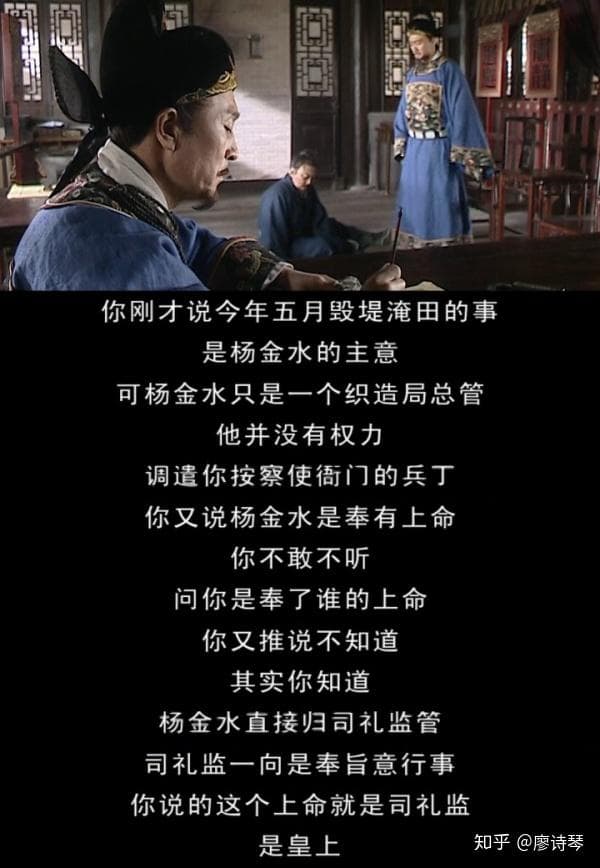 你刚才说今年五月毁堤淹田的事
是杨金水的主意
可杨金水只是一个织造局总管
他并没有权力
调遣你按察使衙门的兵丁
你又说杨金水是奉有上命
你不敢不听
问你是奉了谁的上命
你又推说不知道
其实你知道
杨金水直接归司礼监管
司礼监一向是奉旨意行事
你说的这个上命就是司礼监
是皇上
知乎 @廖诗琴